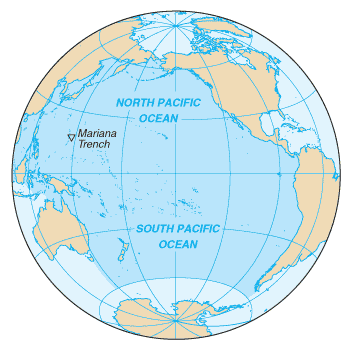 NORTH PACIFIC
OCEAN
Mariana
Trench
SOUTH PACIFIC
OCEAN